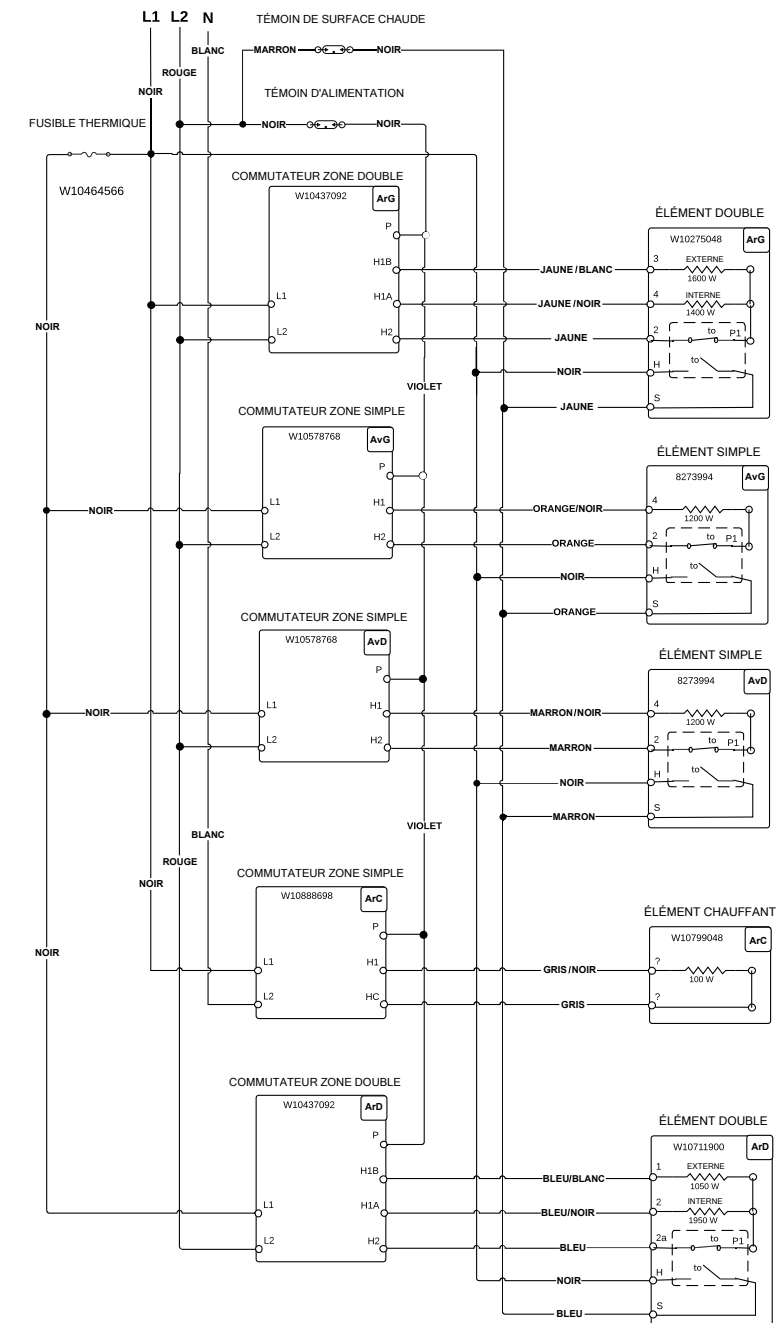 L1 L2 N
TÉMOIN DE SURFACE CHAUDE
BLANC
MARRON
NOIR
ROUGE
NOIR
TÉMOIN D'ALIMENTATION
FUSIBLE THERMIQUE
NOIR
NOIR
W10464566
COMMUTATEUR ZONE DOUBLE
W10437092
ArG
P
H1B
L1
H1A
L2
H2
ÉLÉMENT DOUBLE
W10275048
ArG
JAUNE/BLANC
3
EXTERNE
1600 W
JAUNE/NOIR
4
INTERNE
1400 W
JAUNE
2
to
P1
NOIR
H
to
JAUNE
S
NOIR
VIOLET
COMMUTATEUR ZONE SIMPLE
W10578768
AvG
P
NOIR
L1
H1
L2
H2
ÉLÉMENT SIMPLE
8273994
AvG
ORANGE/NOIR
4
1200 W
ORANGE
2
to
P1
NOIR
H
to
ORANGE
S
COMMUTATEUR ZONE SIMPLE
W10578768
AvD
P
NOIR
L1
H1
L2
H2
ÉLÉMENT SIMPLE
8273994
AvD
MARRON/NOIR
4
1200 W
MARRON
2
to
P1
NOIR
H
to
MARRON
S
VIOLET
BLANC
ROUGE
NOIR
NOIR
COMMUTATEUR ZONE SIMPLE
W10888698
ArC
P
L1
H1
L2
HC
ÉLÉMENT CHAUFFANT
W10799048
ArC
GRIS/NOIR
?
100 W
GRIS
?
COMMUTATEUR ZONE DOUBLE
W10437092
ArD
P
H1B
L1
H1A
L2
H2
ÉLÉMENT DOUBLE
W10711900
ArD
BLEU/BLANC
1
EXTERNE
1050 W
BLEU/NOIR
2
INTERNE
1950 W
BLEU
2a
to
P1
NOIR
H
to
BLEU
S